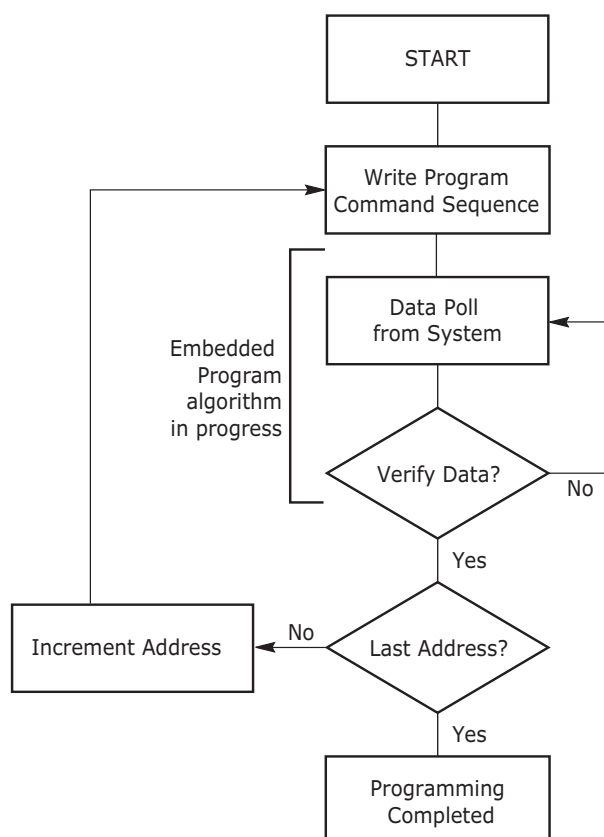 START
Write Program
Command Sequence
Data Poll
from System
Embedded
Program
algorithm
in progress
Verify Data?
No
Yes
No
Increment Address
Last Address?
Yes
Programming
Completed